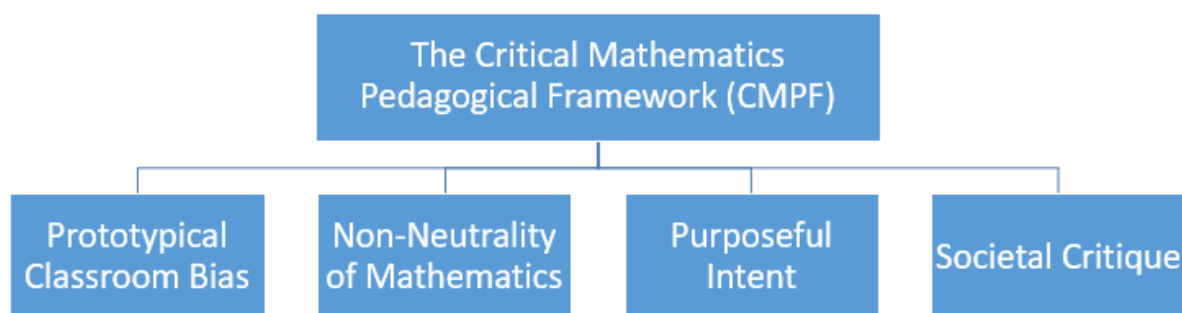 The Critical Mathematics
Pedagogical Framework (CMPF)
Prototypical
Classroom Bias
Non-Neutrality
of Mathematics
Purposeful
Intent
Societal Critique